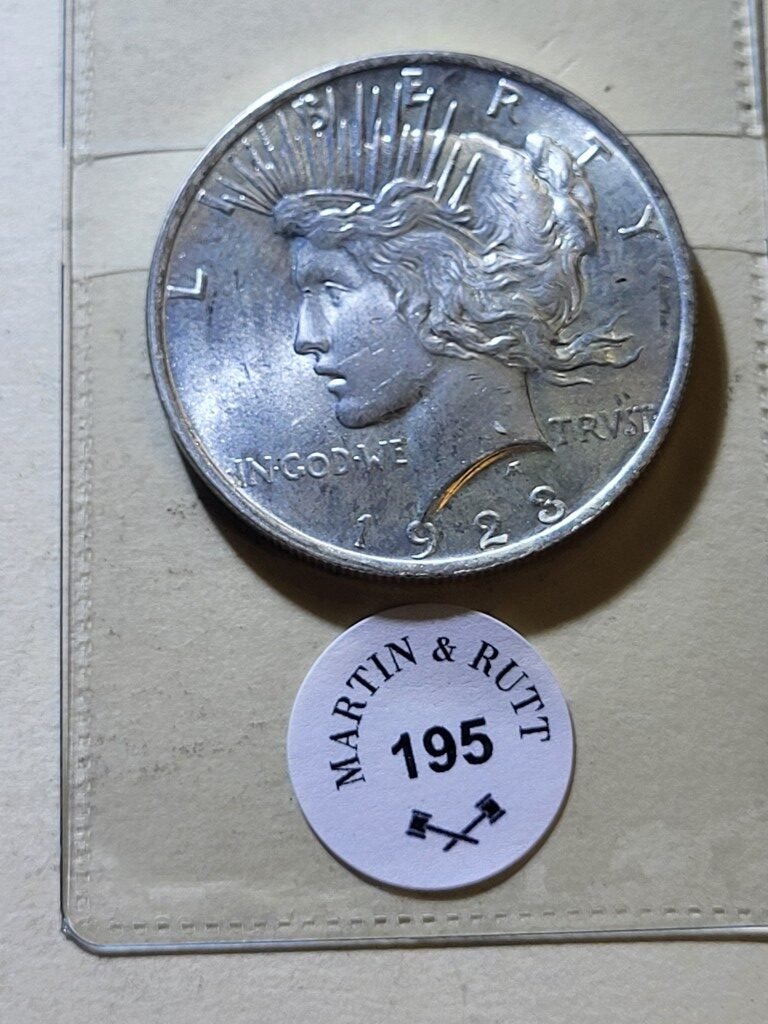 LIBERTY
IN·GOD·WE TRVST
1923
MARTIN & RUTT
195